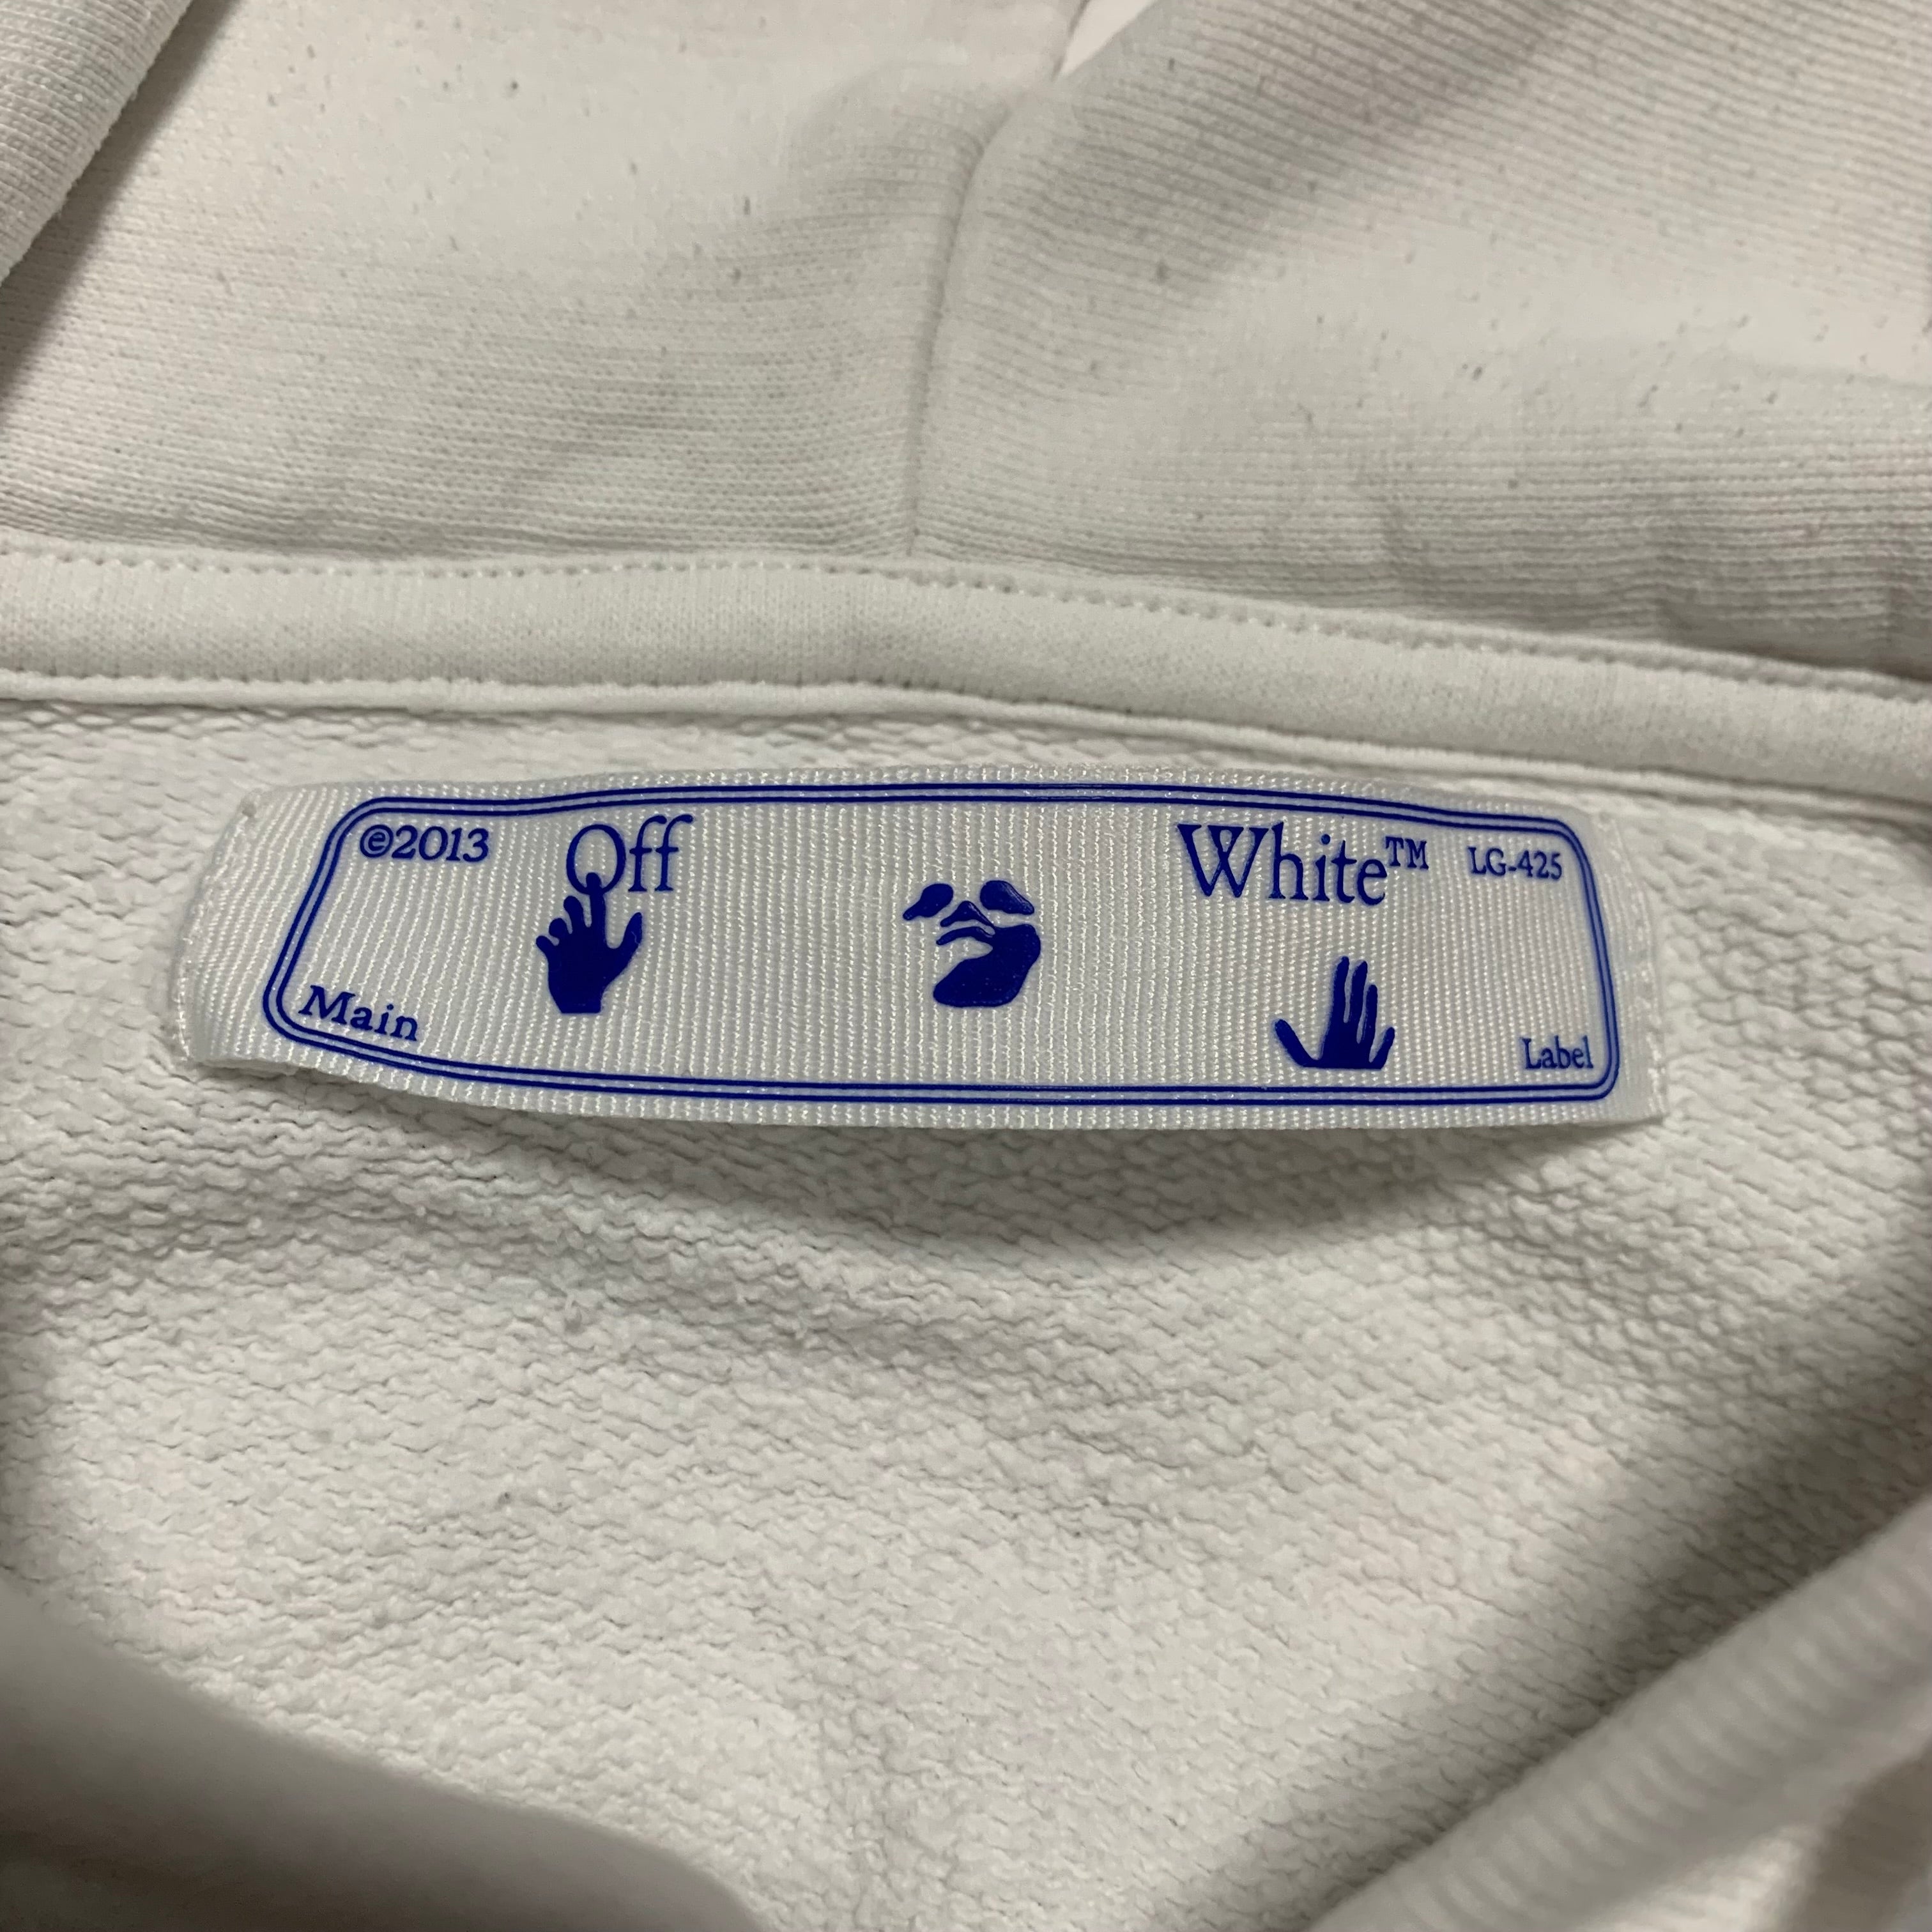 ©2013 Off White™ LG-425
Main Label